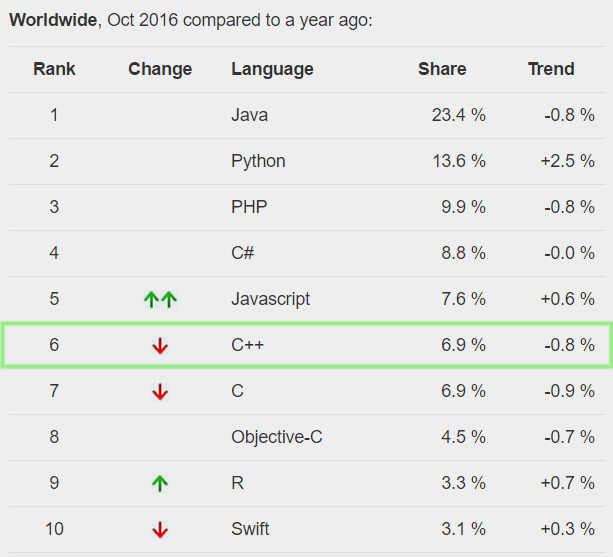 Worldwide, Oct 2016 compared to a year ago:
Rank Change Language Share Trend
1 Java 23.4 % -0.8 %
2 Python 13.6 % +2.5 %
3 PHP 9.9 % -0.8 %
4 C# 8.8 % -0.0 %
5 ↑↑ Javascript 7.6 % +0.6 %
6 ↓ C++ 6.9 % -0.8 %
7 ↓ C 6.9 % -0.9 %
8 Objective-C 4.5 % -0.7 %
9 ↑ R 3.3 % +0.7 %
10 ↓ Swift 3.1 % +0.3 %